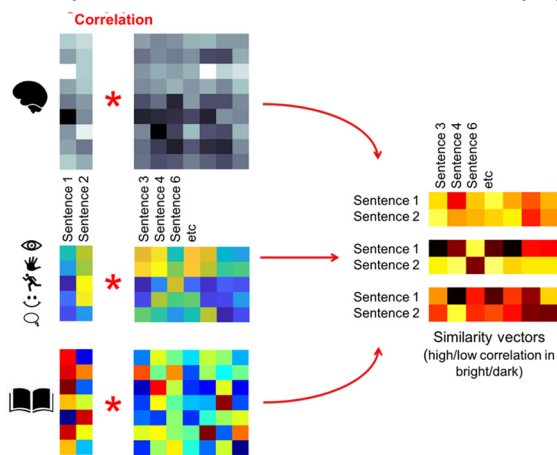 Correlation
*
*
*
Sentence 1
Sentence 2
Sentence 3
Sentence 4
Sentence 6
etc
Sentence 3
Sentence 4
Sentence 6
etc
Sentence 1
Sentence 2
Sentence 1
Sentence 2
Sentence 1
Sentence 2
Similarity vectors
(high/low correlation in
bright/dark)